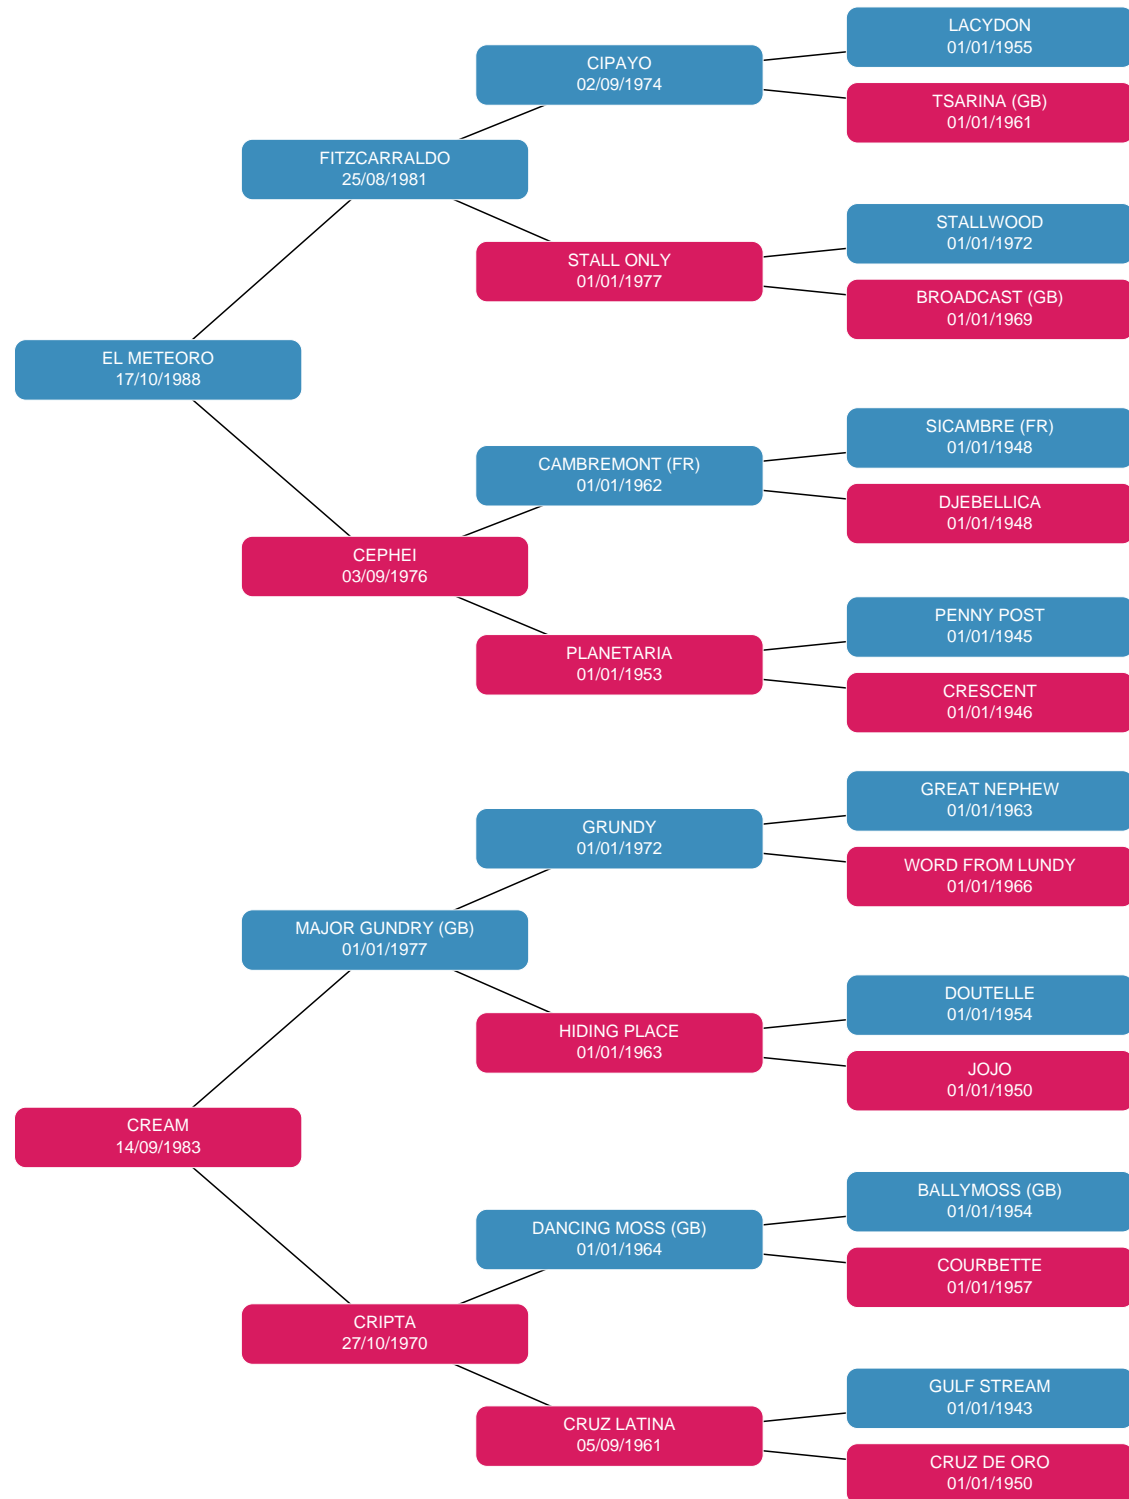 LACYDON
01/01/1955
CIPAYO
02/09/1974
TSARINA (GB)
01/01/1961
FITZCARRALDO
25/08/1981
STALLWOOD
01/01/1972
STALL ONLY
01/01/1977
BROADCAST (GB)
01/01/1969
EL METEORO
17/10/1988
SICAMBRE (FR)
01/01/1948
CAMBREMONT (FR)
01/01/1962
DJEBELLICA
01/01/1948
CEPHEI
03/09/1976
PENNY POST
01/01/1945
PLANETARIA
01/01/1953
CRESCENT
01/01/1946
GREAT NEPHEW
01/01/1963
GRUNDY
01/01/1972
WORD FROM LUNDY
01/01/1966
MAJOR GUNDRY (GB)
01/01/1977
DOUTELLE
01/01/1954
HIDING PLACE
01/01/1963
JOJO
01/01/1950
CREAM
14/09/1983
BALLYMOSS (GB)
01/01/1954
DANCING MOSS (GB)
01/01/1964
COURBETTE
01/01/1957
CRIPTA
27/10/1970
GULF STREAM
01/01/1943
CRUZ LATINA
05/09/1961
CRUZ DE ORO
01/01/1950